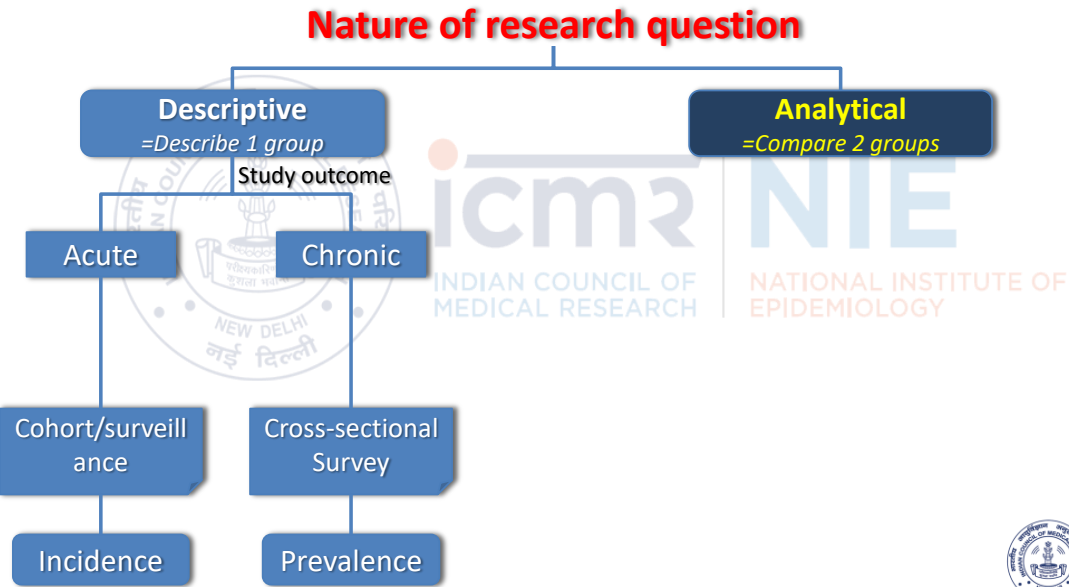 Nature of research question
Descriptive
=Describe 1 group
Analytical
=Compare 2 groups
Study outcome
Acute
Chronic
icmr
INDIAN COUNCIL OF
MEDICAL RESEARCH
NIE
NATIONAL INSTITUTE OF
EPIDEMIOLOGY
NEW DELHI
नई दिल्ली
Cohort/surveill
ance
Cross-sectional
Survey
Incidence
Prevalence